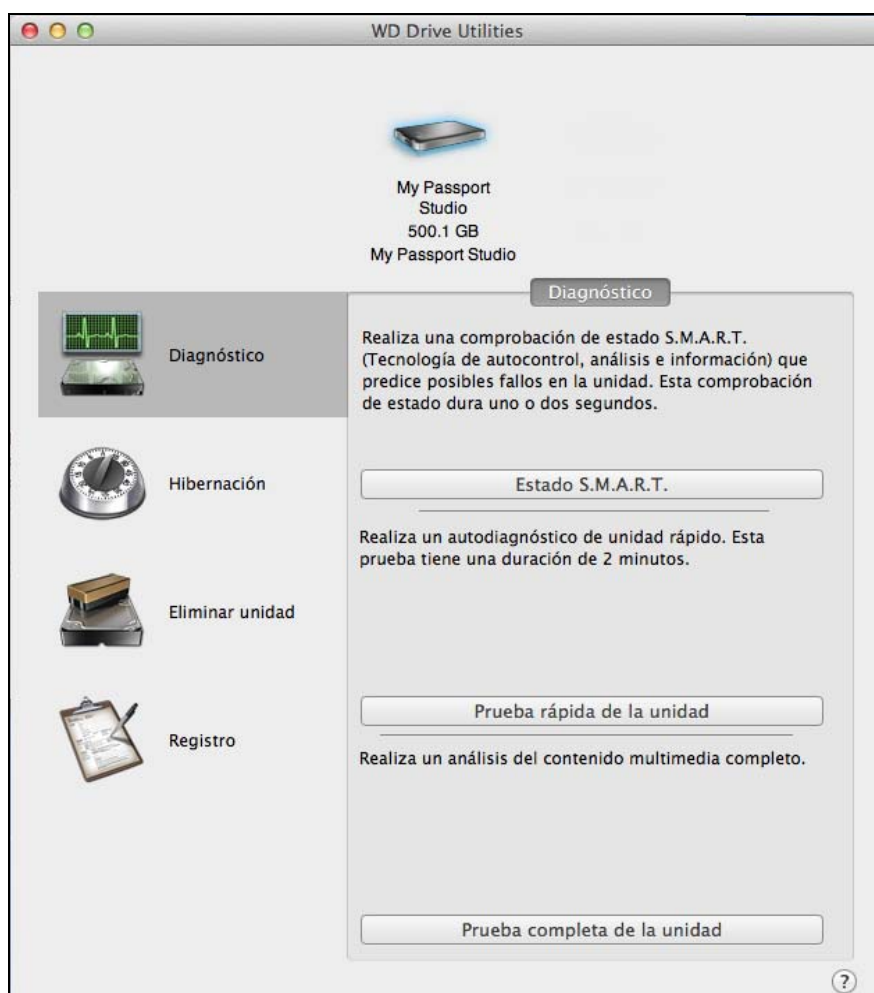 WD Drive Utilities
My Passport
Studio
500.1 GB
My Passport Studio
Diagnóstico
Hibernación
Eliminar unidad
Registro
Diagnóstico
Realiza una comprobación de estado S.M.A.R.T.
(Tecnología de autocontrol, análisis e información) que
predice posibles fallos en la unidad. Esta comprobación
de estado dura uno o dos segundos.
Estado S.M.A.R.T.
Realiza un autodiagnóstico de unidad rápido. Esta
prueba tiene una duración de 2 minutos.
Prueba rápida de la unidad
Realiza un análisis del contenido multimedia completo.
Prueba completa de la unidad
?